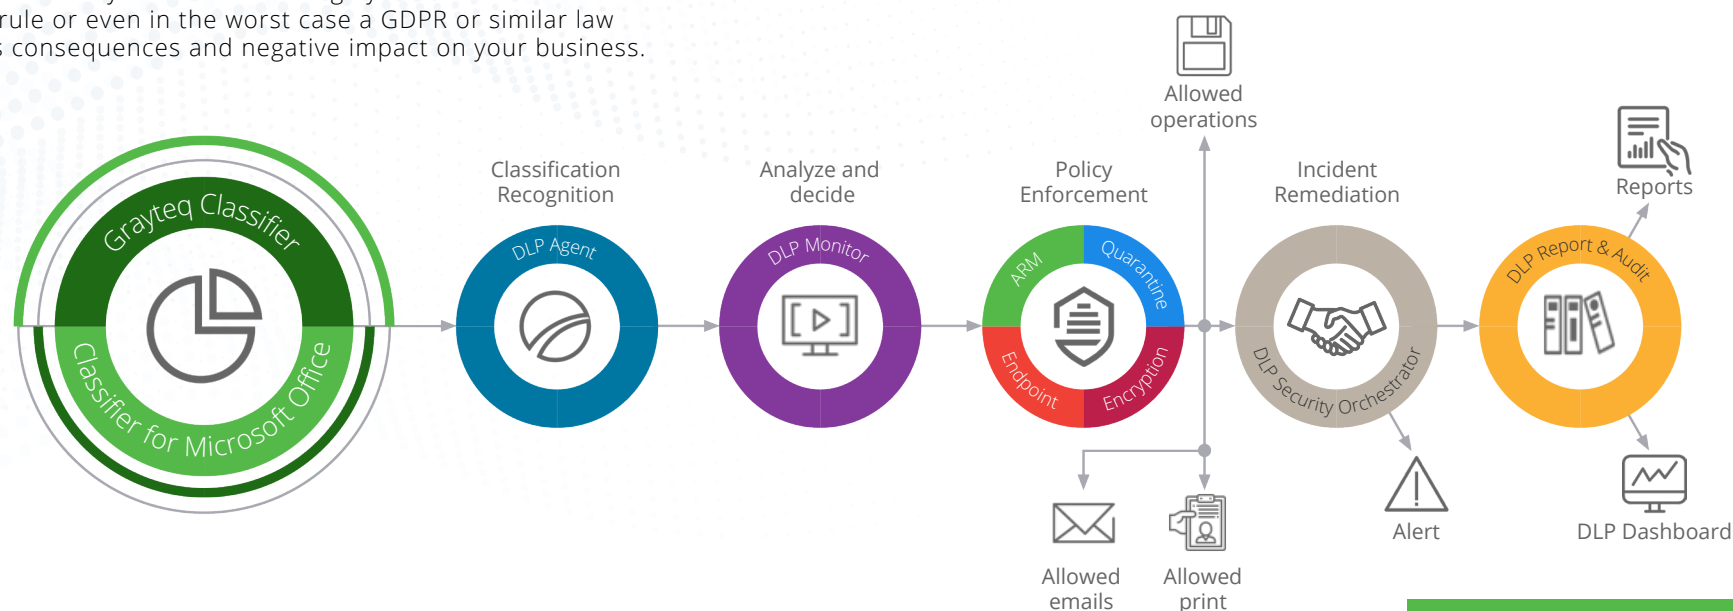 rule or even in the worst case a GDPR or similar law
consequences and negative impact on your business.
Allowed
operations
Reports
Classification
Recognition
Analyze and
decide
Policy
Enforcement
Incident
Remediation
Grayteq Classifier
Classifier for Microsoft Office
DLP Agent
DLP Monitor
ARM
Quarantine
Endpoint
Encryption
DLP Security Orchestrator
DLP Report & Audit
Allowed
emails
Allowed
print
Alert
DLP Dashboard